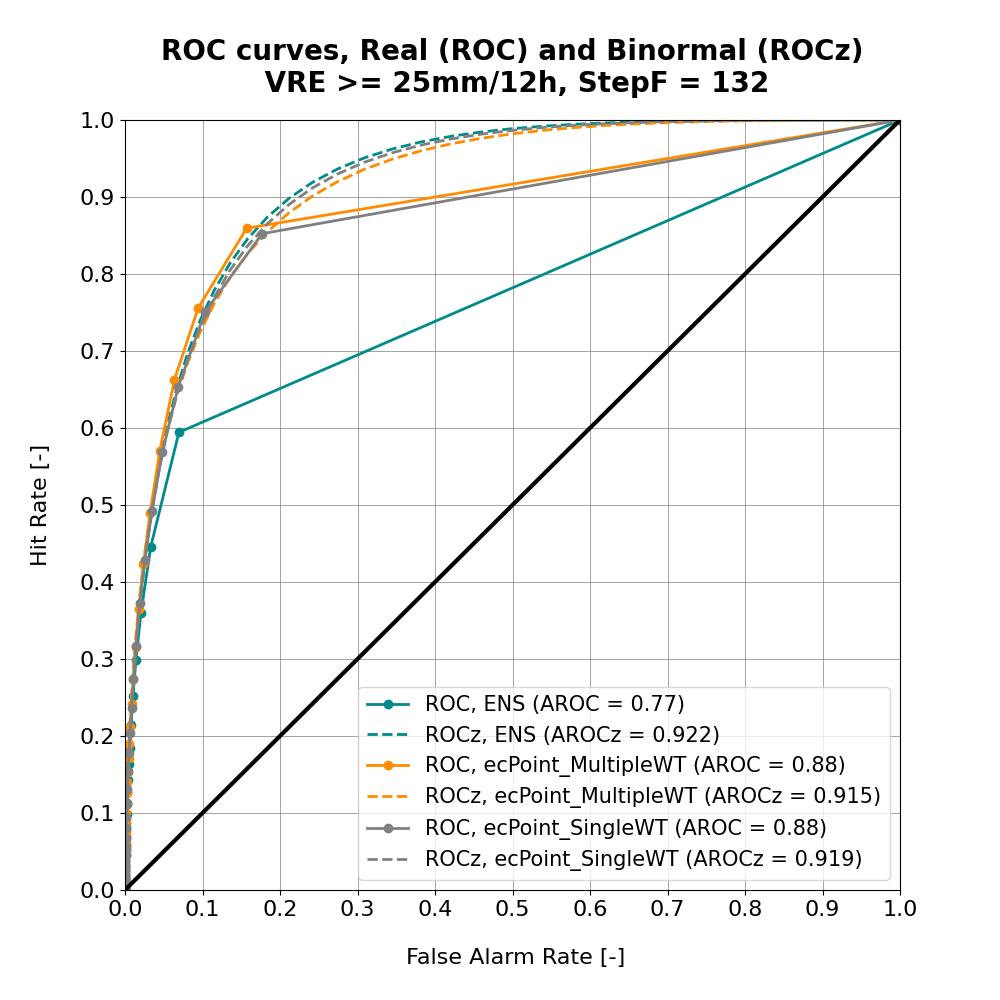 ROC curves, Real (ROC) and Binormal (ROCz)
VRE >= 25mm/12h, StepF = 132
1.0
0.9
0.8
0.7
0.6
0.5
0.4
0.3
0.2
0.1
0.0
Hit Rate [-]
ROC, ENS (AROC = 0.77)
ROCz, ENS (AROCz = 0.922)
ROC, ecPoint_MultipleWT (AROC = 0.88)
ROCz, ecPoint_MultipleWT (AROCz = 0.915)
ROC, ecPoint_SingleWT (AROC = 0.88)
ROCz, ecPoint_SingleWT (AROCz = 0.919)
0.0 0.1 0.2 0.3 0.4 0.5 0.6 0.7 0.8 0.9 1.0
False Alarm Rate [-]